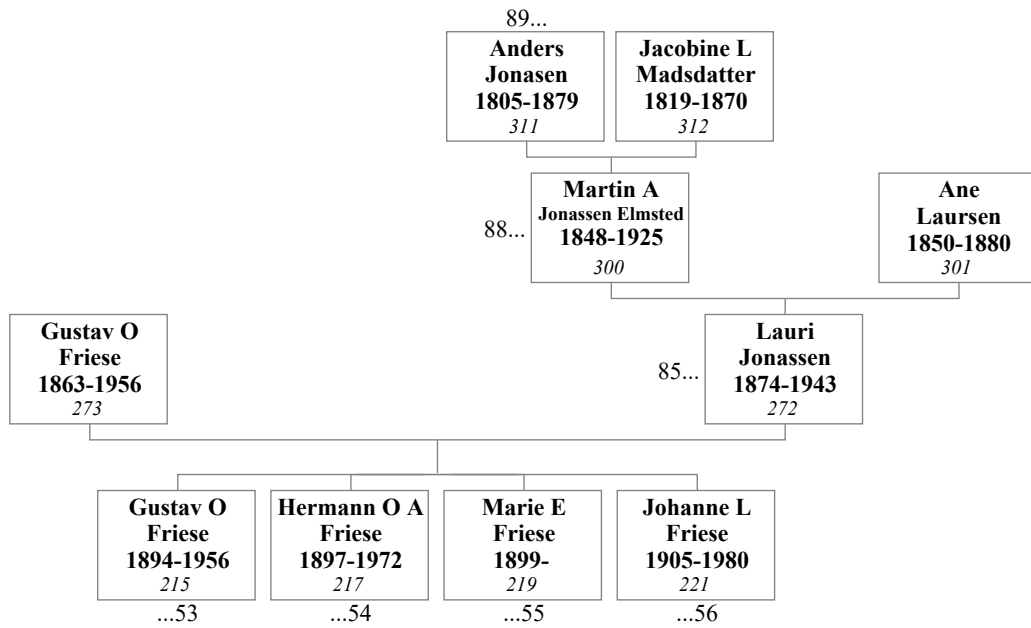 89...
Anders
Jonasen
1805-1879
311
Jacobine L
Madsdatter
1819-1870
312
88...
Martin A
Jonassen Elmsted
1848-1925
300
Ane
Laursen
1850-1880
301
Gustav O
Friese
1863-1956
273
85...
Lauri
Jonassen
1874-1943
272
Gustav O
Friese
1894-1956
215
...53
Hermann O A
Friese
1897-1972
217
...54
Marie E
Friese
1899-
219
...55
Johanne L
Friese
1905-1980
221
...56